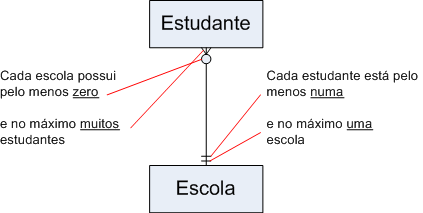 Estudante
Cada escola possui
pelo menos zero
e no máximo muitos
estudantes
Cada estudante está pelo
menos numa
e no máximo uma
escola
Escola